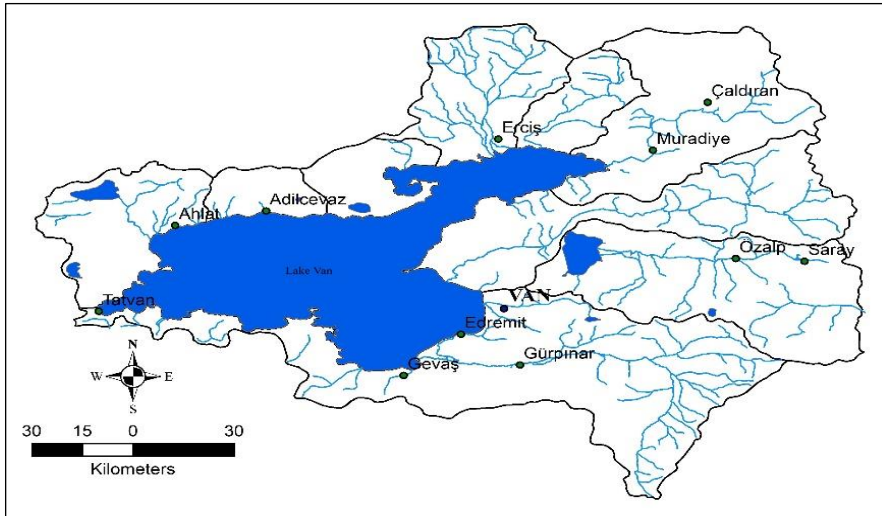 Çaldıran
Erciş
Muradiye
Adilcevaz
Ahlat
Özalp
Saray
Lake Van
VAN
Tatvan
Edremit
Gürpınar
Gevaş
N
W E
S
30 15 0 30
Kilometers